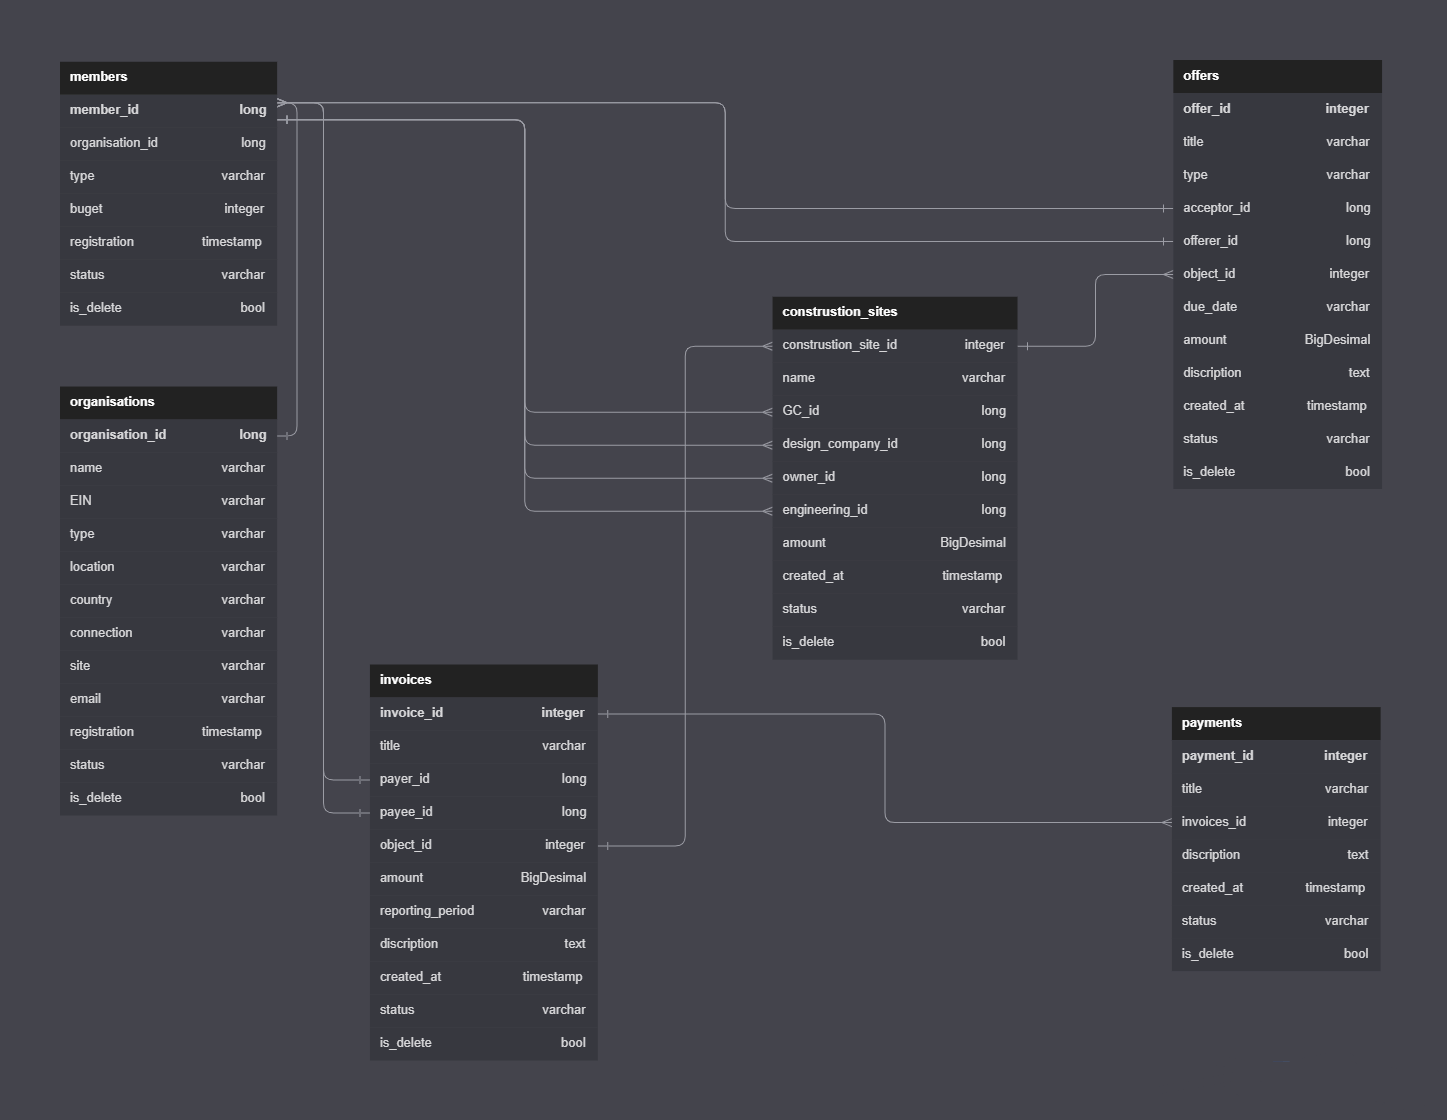 members
member_id long
organisation_id long
type varchar
buget integer
registration timestamp
status varchar
is_delete bool
organisations
organisation_id long
name varchar
EIN varchar
type varchar
location varchar
country varchar
connection varchar
site varchar
email varchar
registration timestamp
status varchar
is_delete bool
invoices
invoice_id integer
title varchar
payer_id long
payee_id long
object_id integer
amount BigDesimal
reporting_period varchar
discription text
created_at timestamp
status varchar
is_delete bool
constrution_sites
constrution_site_id integer
name varchar
GC_id long
design_company_id long
owner_id long
engineering_id long
amount BigDesimal
created_at timestamp
status varchar
is_delete bool
offers
offer_id integer
title varchar
type varchar
acceptor_id long
offerer_id long
object_id integer
due_date varchar
amount BigDesimal
discription text
created_at timestamp
status varchar
is_delete bool
payments
payment_id integer
title varchar
invoices_id integer
discription text
created_at timestamp
status varchar
is_delete bool